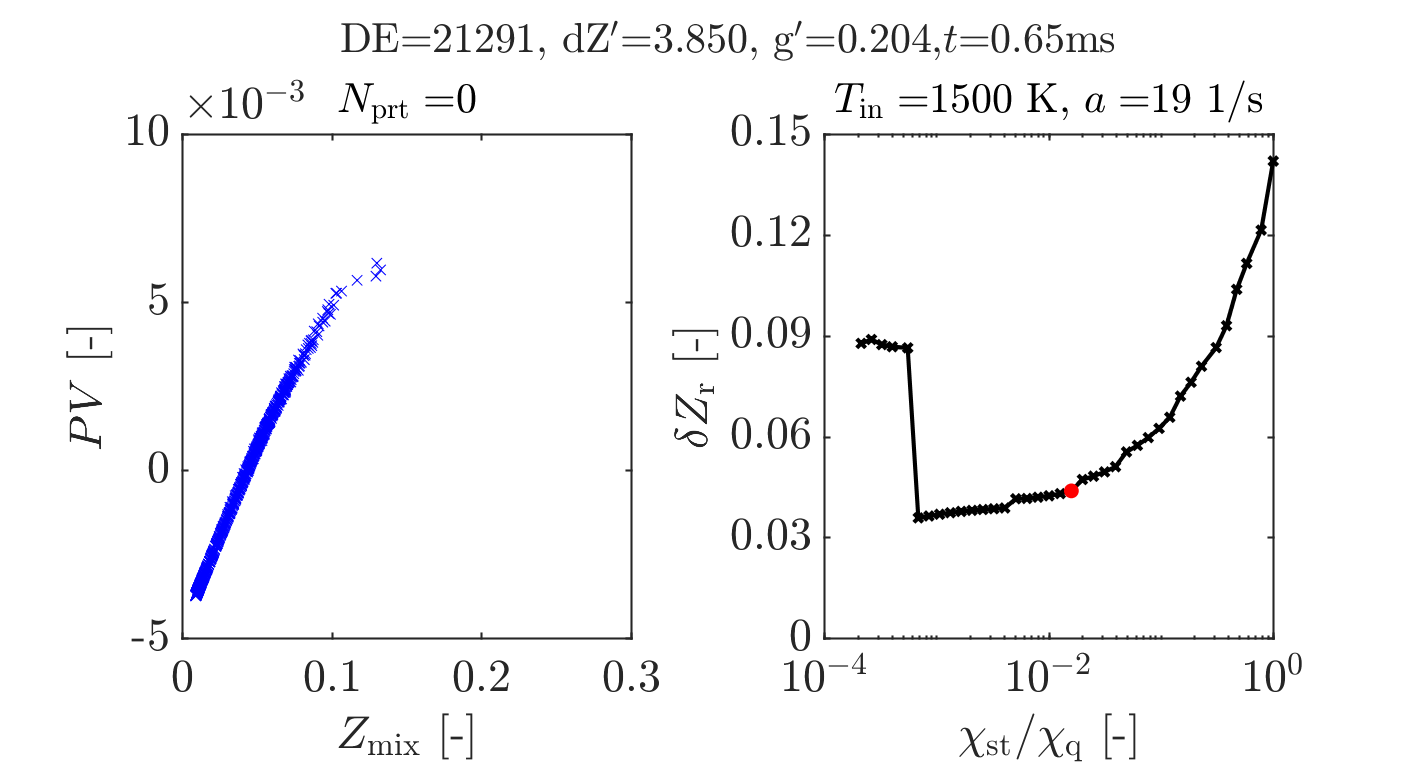 DE=21291, dZ′=3.850, g′=0.204,t=0.65ms
×10⁻³ N_prt =0
10
5
0
-5
0 0.1 0.2 0.3
PV [-]
Z_mix [-]
T_in =1500 K, a =19 1/s
0.15
0.12
0.09
0.06
0.03
0
10⁻⁴ 10⁻² 10⁰
δZ_r [-]
χ_st/χ_q [-]